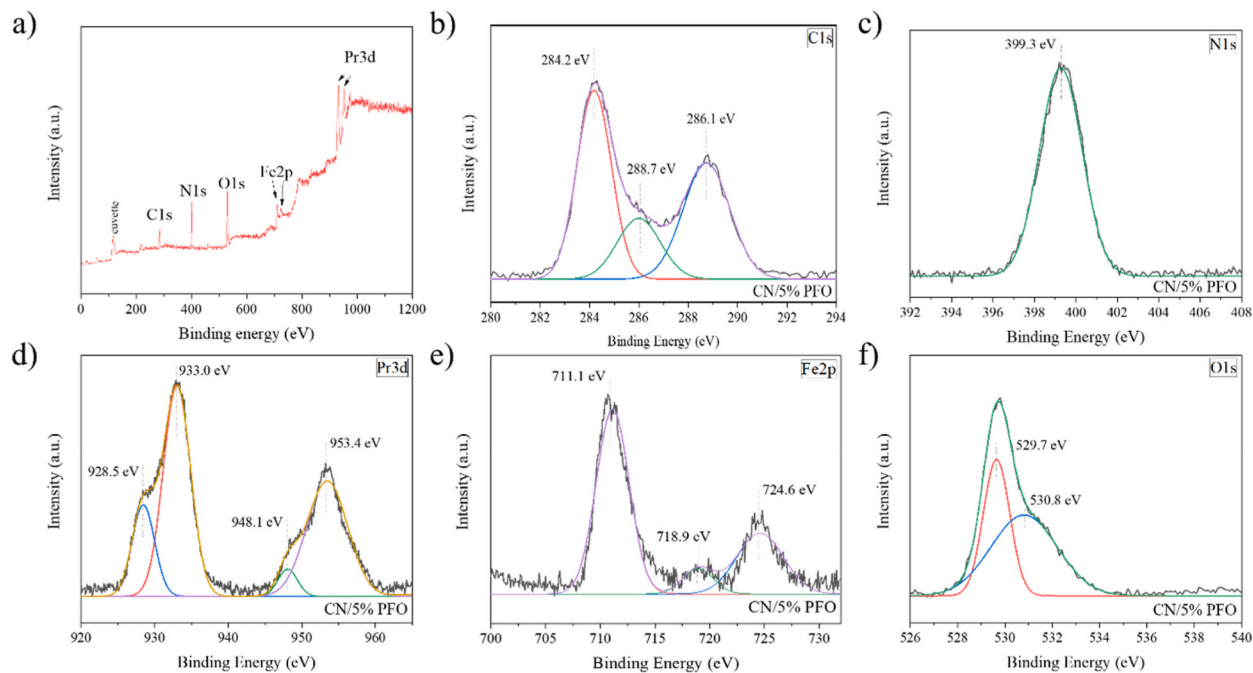 a)
Pr3d
Fe2p
O1s
N1s
C1s
cuvette
Intensity (a.u.)
0 200 400 600 800 1000 1200
Binding energy (eV)
b)
C1s
284.2 eV
286.1 eV
288.7 eV
Intensity (a.u.)
CN/5% PFO
280 282 284 286 288 290 292 294
Binding Energy (eV)
c)
N1s
399.3 eV
Intensity (a.u.)
CN/5% PFO
392 394 396 398 400 402 404 406 408
Binding Energy (eV)
d)
Pr3d
933.0 eV
953.4 eV
928.5 eV
948.1 eV
Intensity (a.u.)
CN/5% PFO
920 930 940 950 960
Binding Energy (eV)
e)
Fe2p
711.1 eV
724.6 eV
718.9 eV
Intensity (a.u.)
CN/5% PFO
700 705 710 715 720 725 730
Binding Energy (eV)
f)
O1s
529.7 eV
530.8 eV
Intensity (a.u.)
CN/5% PFO
526 528 530 532 534 536 538 540
Binding Energy (eV)